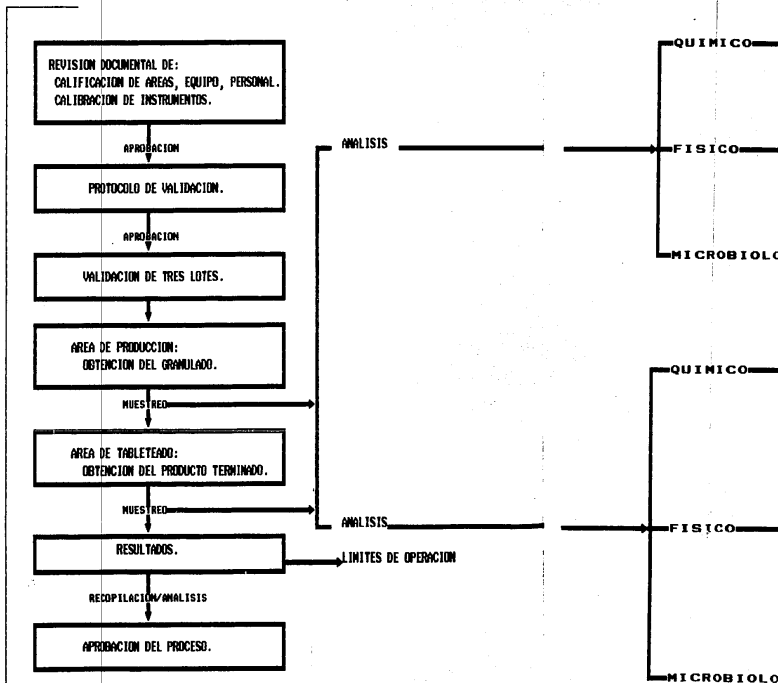 REVISION DOCUMENTAL DE:
CALIFICACION DE AREAS, EQUIPO, PERSONAL.
CALIBRACION DE INSTRUMENTOS.
APROBACION
PROTOCOLO DE VALIDACION.
APROBACION
VALIDACION DE TRES LOTES.
AREA DE PRODUCCION:
OBTENCION DEL GRANULADO.
MUESTREO
AREA DE TABLETEADO:
OBTENCION DEL PRODUCTO TERMINADO.
MUESTREO
RESULTADOS.
LIMITES DE OPERACION
RECOPILACION/ANALISIS
APROBACION DEL PROCESO.
ANALISIS
QUIMICO
FISICO
MICROBIOLO
ANALISIS
QUIMICO
FISICO
MICROBIOLO